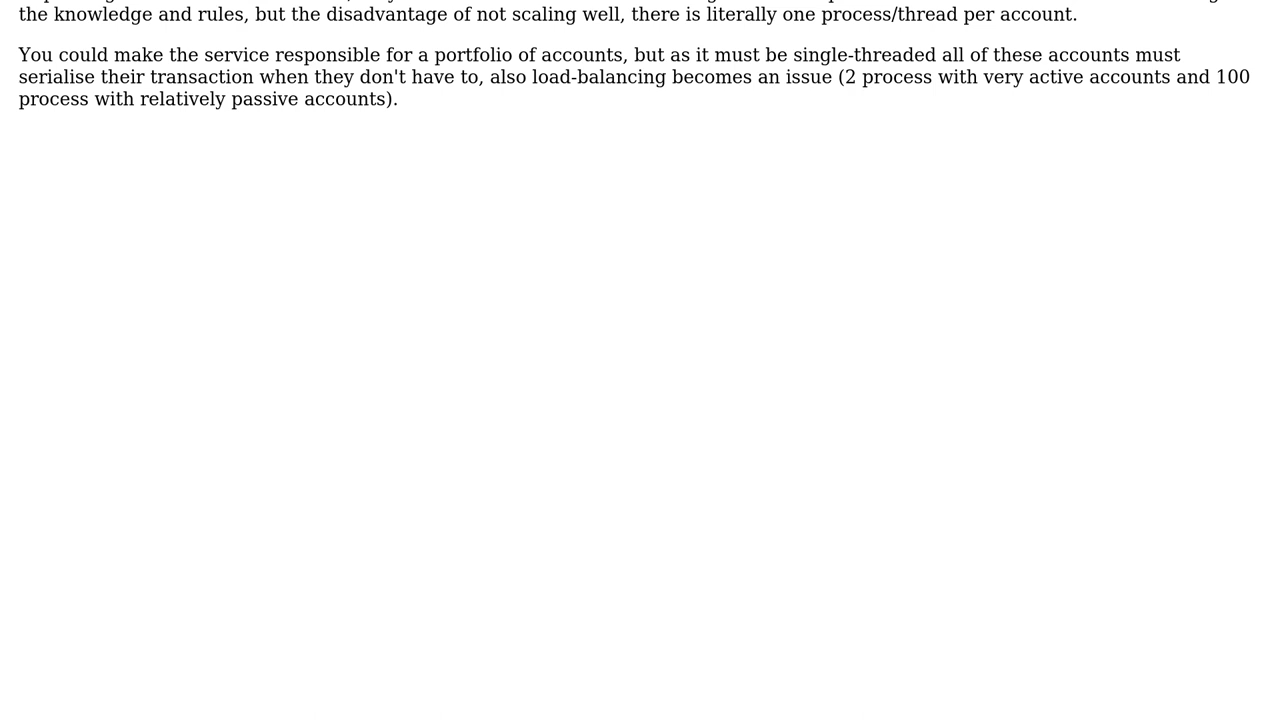 the knowledge and rules, but the disadvantage of not scaling well, there is literally one process/thread per account.
You could make the service responsible for a portfolio of accounts, but as it must be single-threaded all of these accounts must
serialise their transaction when they don't have to, also load-balancing becomes an issue (2 process with very active accounts and 100
process with relatively passive accounts).